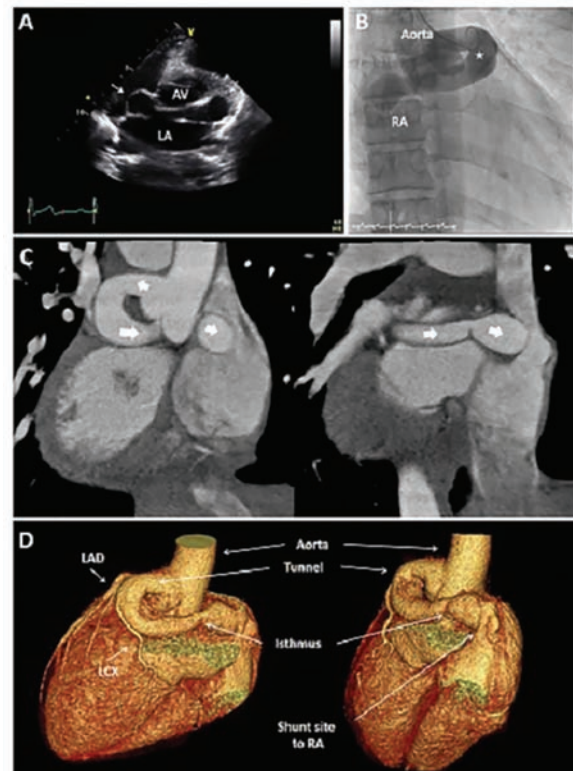 A
V
AV
LA
B
Aorta
RA
C
D
Aorta
LAD
Tunnel
Isthmus
LCX
Shunt site
to RA